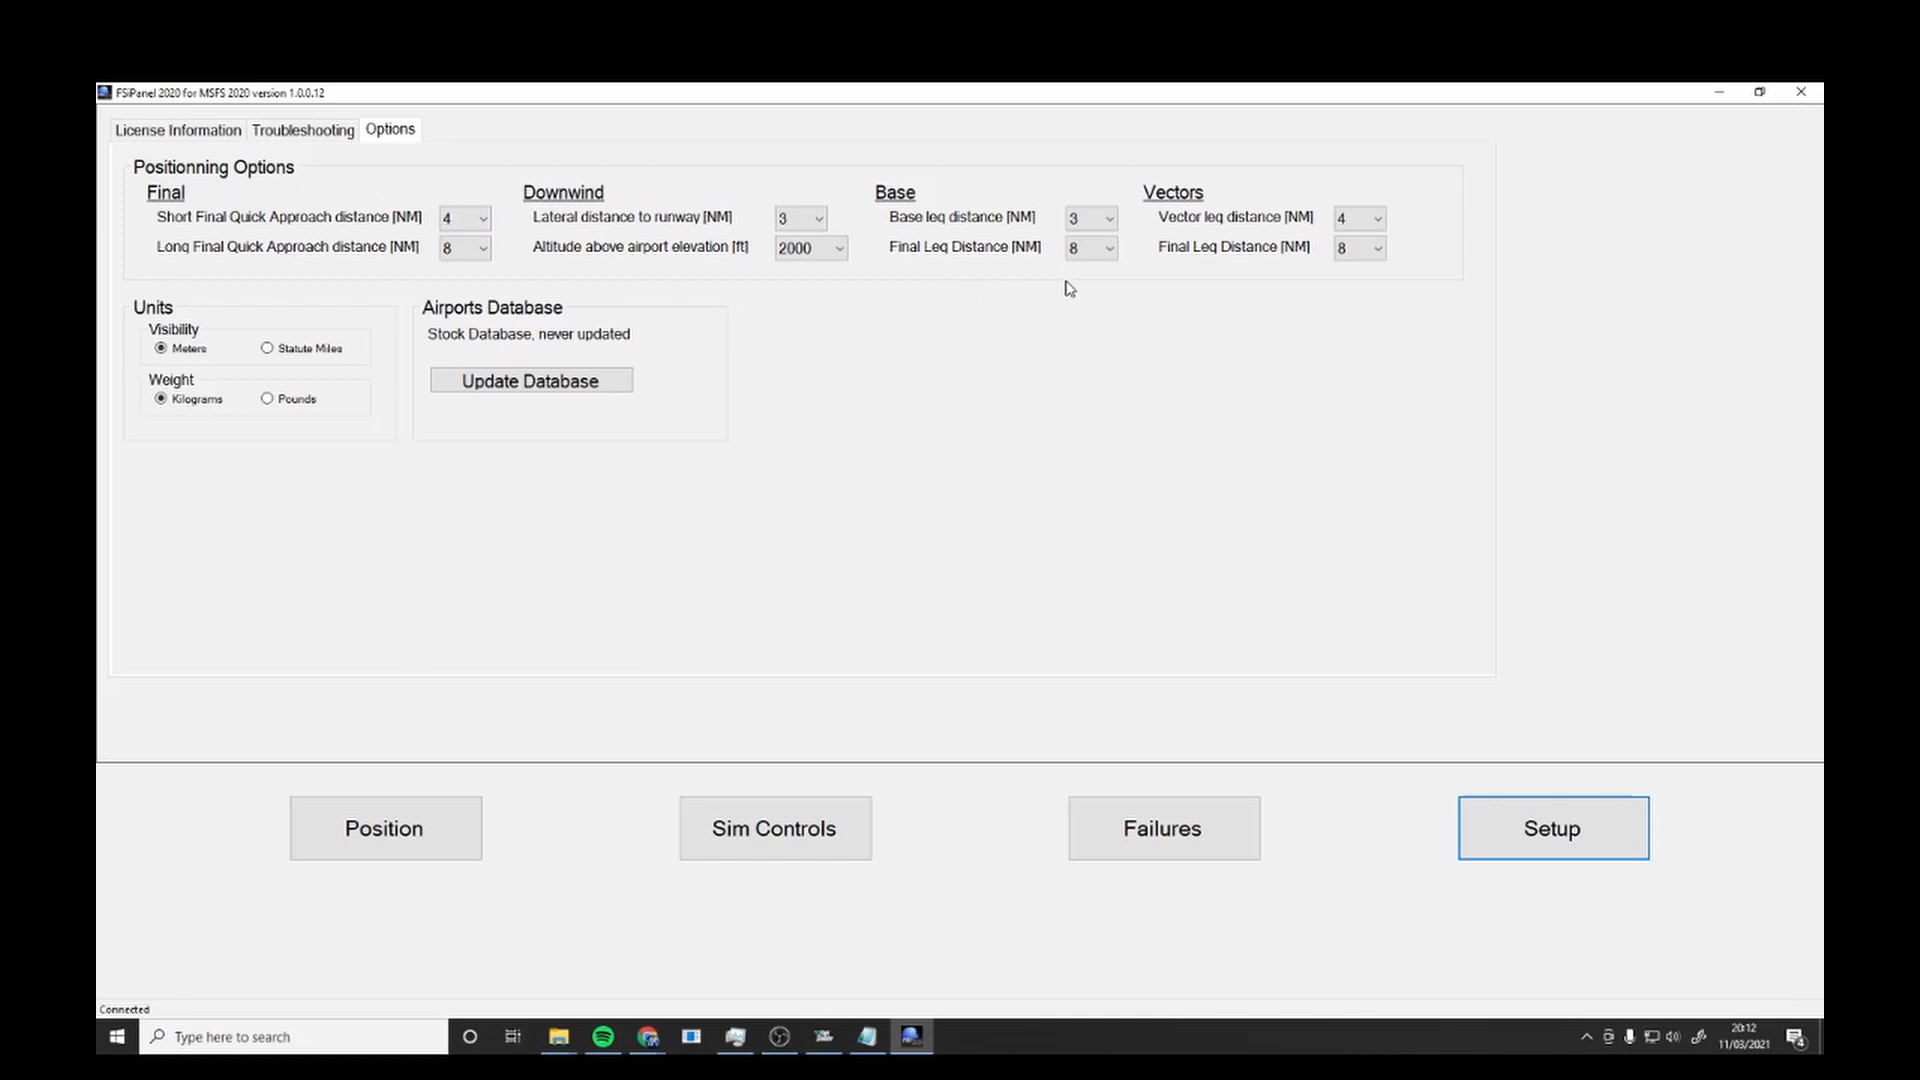 FSiPanel 2020 for MSFS 2020 version 1.0.0.12
License Information Troubleshooting Options
Positionning Options
Final Downwind Base Vectors
Short Final Quick Approach distance [NM] 4 Lateral distance to runway [NM] 3 Base leg distance [NM] 3 Vector leg distance [NM] 4
Long Final Quick Approach distance [NM] 8 Altitude above airport elevation [ft] 2000 Final Leg Distance [NM] 8 Final Leg Distance [NM] 8
Units Airports Database
Visibility Stock Database, never updated
Meters Statute Miles
Weight Update Database
Kilograms Pounds
Position Sim Controls Failures Setup
Connected
Type here to search 20:12
11/03/2021 4